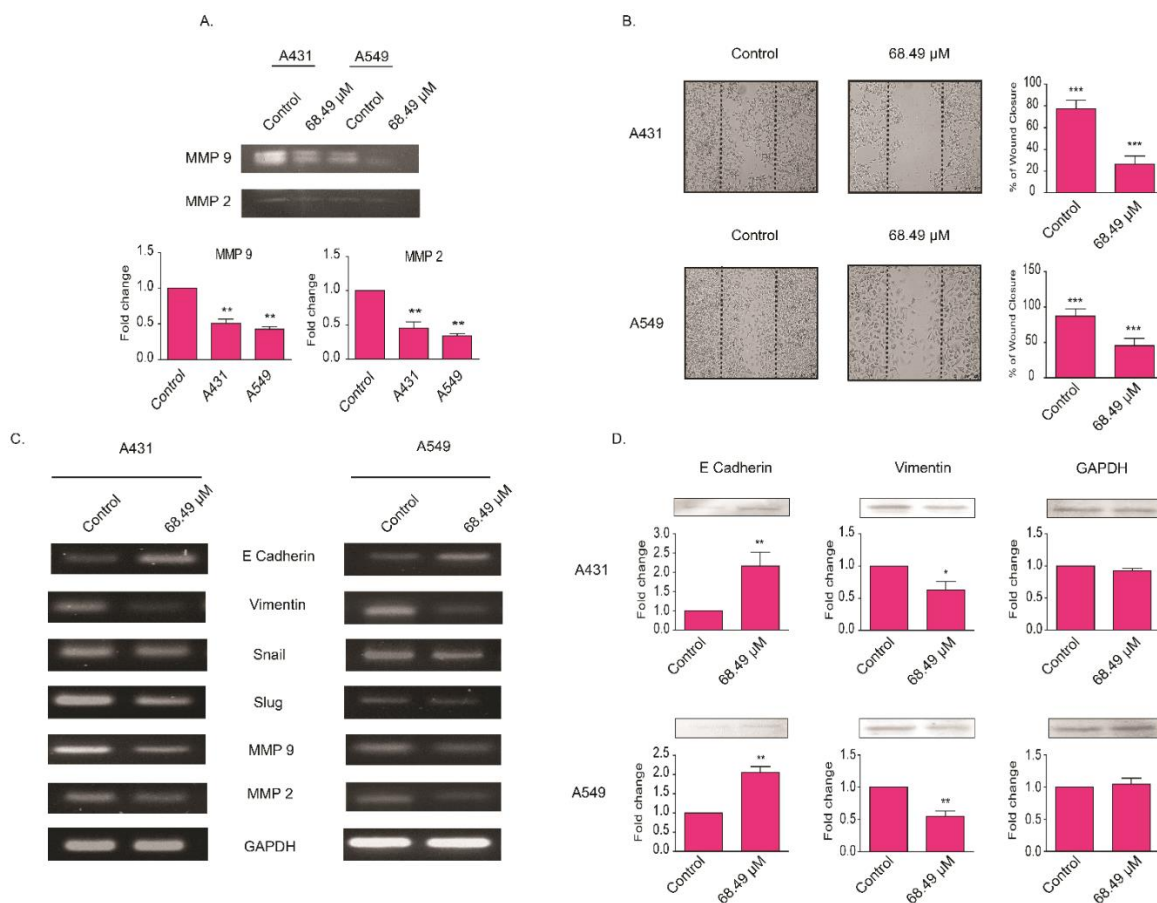 A.
A431 A549
Control 68.49 µM Control 68.49 µM
MMP 9
MMP 2
MMP 9
Fold change
1.5
1.0
0.5
0.0
** **
Control A431 A549
MMP 2
Fold change
1.5
1.0
0.5
0.0
** **
Control A431 A549
B.
Control 68.49 µM
A431
% of Wound Closure
100
80
60
40
20
0
*** ***
Control 68.49 µM
Control 68.49 µM
A549
% of Wound Closure
150
100
50
0
*** ***
Control 68.49 µM
C.
A431 A549
Control 68.49 µM Control 68.49 µM
E Cadherin
Vimentin
Snail
Slug
MMP 9
MMP 2
GAPDH
D.
E Cadherin Vimentin GAPDH
A431
Fold change
3.0
2.5
2.0
1.5
1.0
0.5
0.0
**
Control 68.49 µM
Fold change
1.5
1.0
0.5
0.0
*
Control 68.49 µM
Fold change
1.5
1.0
0.5
0.0
Control 68.49 µM
A549
Fold change
2.5
2.0
1.5
1.0
0.5
0.0
**
Control 68.49 µM
Fold change
1.5
1.0
0.5
0.0
**
Control 68.49 µM
Fold change
1.5
1.0
0.5
0.0
Control 68.49 µM